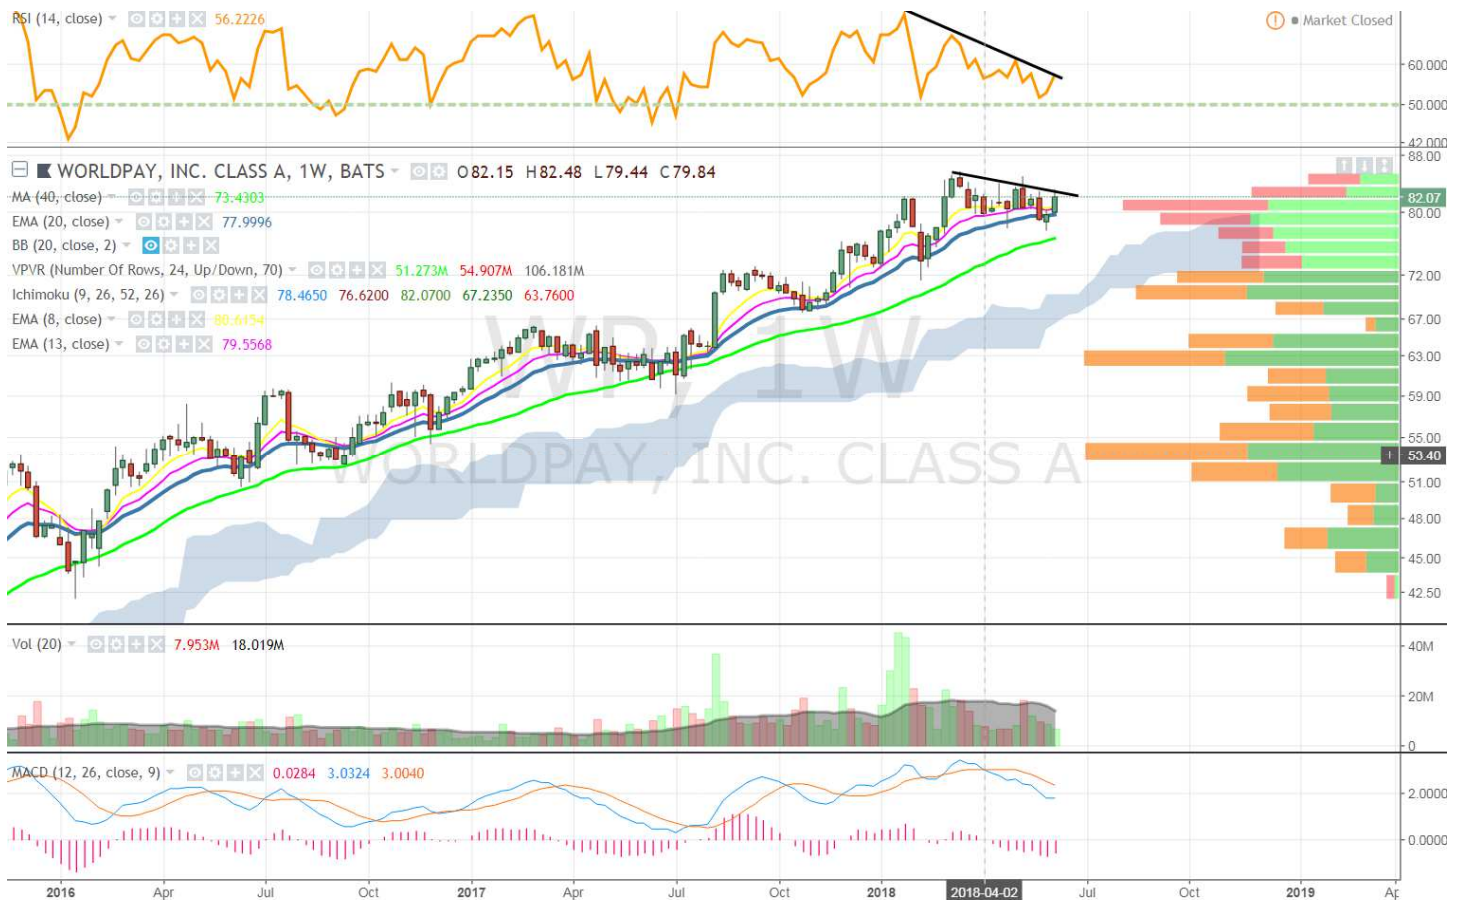 RSI (14, close) 56.2226
Market Closed
60.000
50.000
42.000
WORLDPAY, INC. CLASS A, 1W, BATS O82.15 H82.48 L79.44 C79.84
88.00
MA (40, close) 73.4303
82.07
EMA (20, close) 77.9996
80.00
BB (20, close, 2)
VPVR (Number Of Rows, 24, Up/Down, 70) 51.273M 54.907M 106.181M
72.00
Ichimoku (9, 26, 52, 26) 78.4650 76.6200 82.0700 67.2350 63.7600
EMA (8, close) 80.6154
67.00
EMA (13, close) 79.5568
WP, 1W
63.00
59.00
55.00
53.40
WORLDPAY, INC. CLASS A
51.00
48.00
45.00
42.50
Vol (20) 7.953M 18.019M
40M
20M
0
MACD (12, 26, close, 9) 0.0284 3.0324 3.0040
2.0000
0.0000
2016 Apr Jul Oct 2017 Apr Jul Oct 2018 2018-04-02 Jul Oct 2019